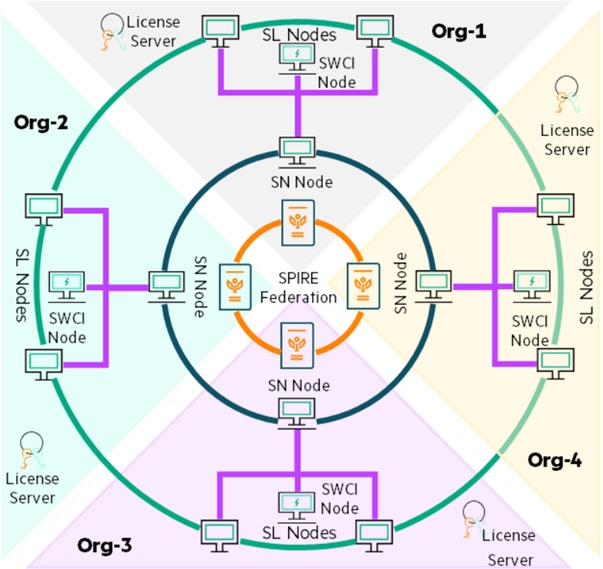 License
Server
SL Nodes
Org-1
SWCI
Node
License
Server
Org-2
SN Node
SL Nodes
SWCI
Node
SN Node
SPIRE
Federation
SN Node
SWCI
Node
SL Nodes
SN Node
License
Server
Org-4
SWCI
Node
SL Nodes
License
Server
Org-3